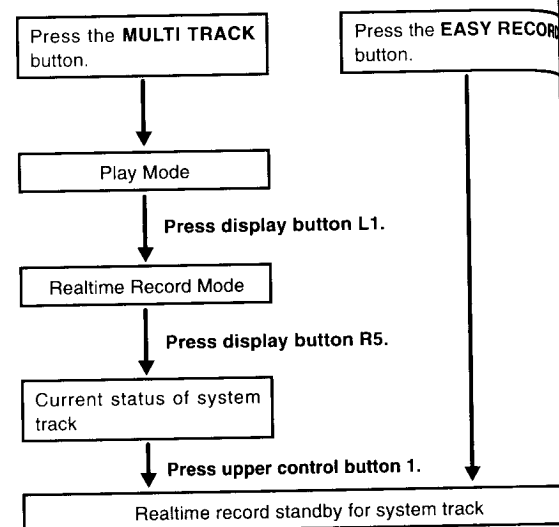 Press the MULTI TRACK
button.
Press the EASY RECORD
button.
Play Mode
Press display button L1.
Realtime Record Mode
Press display button R5.
Current status of system
track
Press upper control button 1.
Realtime record standby for system track